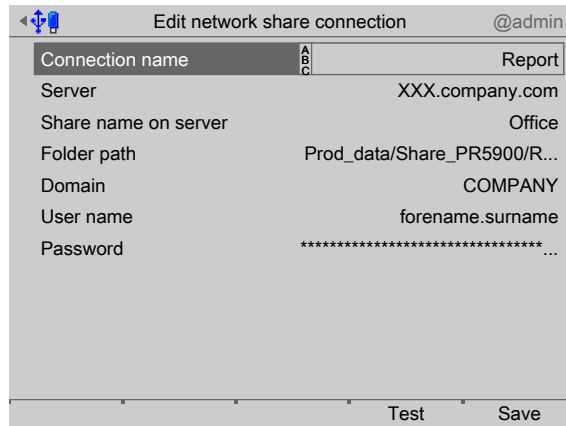 Edit network share connection @admin
Connection name ABC Report
Server XXX.company.com
Share name on server Office
Folder path Prod_data/Share_PR5900/R...
Domain COMPANY
User name forename.surname
Password *********************************...
Test Save